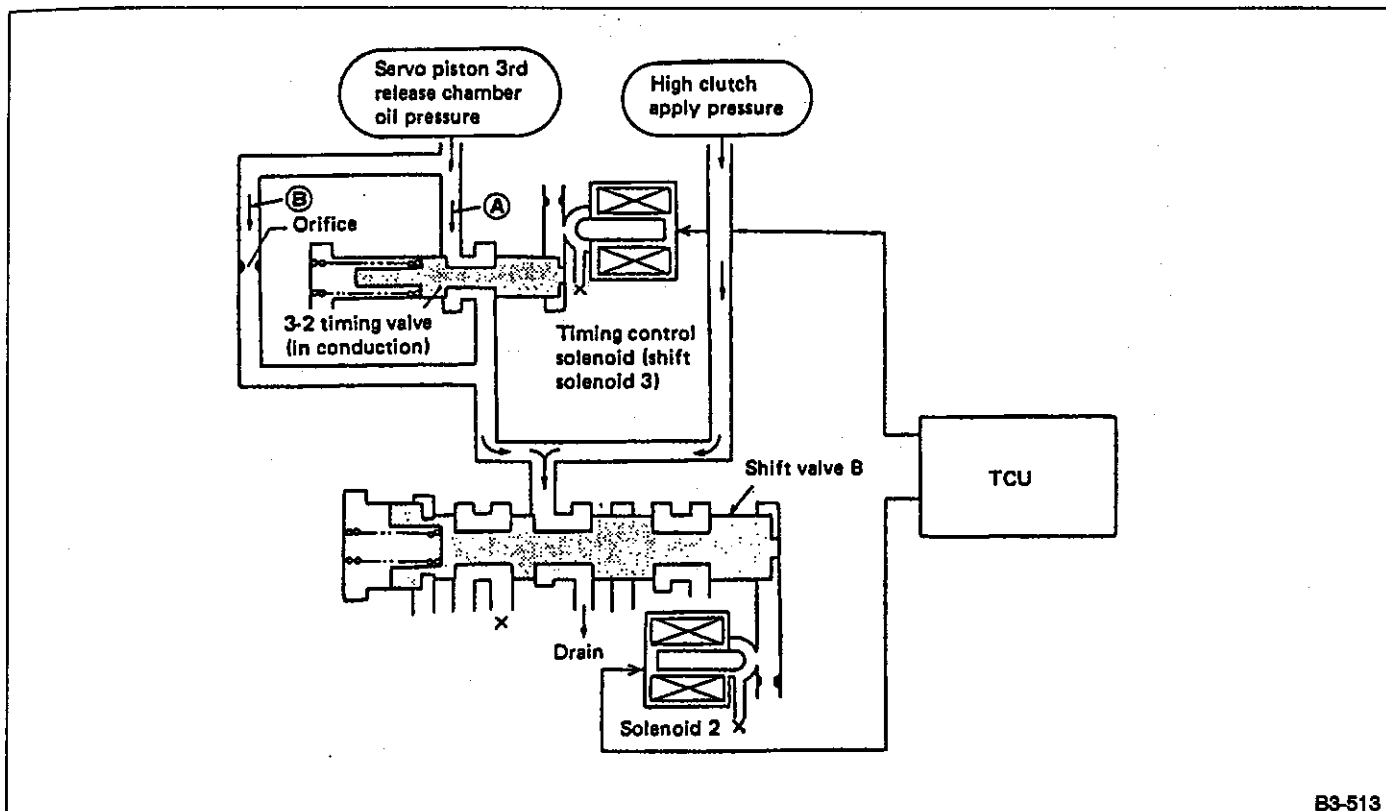 Servo piston 3rd
release chamber
oil pressure
High clutch
apply pressure
B
A
Orifice
3-2 timing valve
(in conduction)
Timing control
solenoid (shift
solenoid 3)
Shift valve B
TCU
Drain
Solenoid 2
B3-513